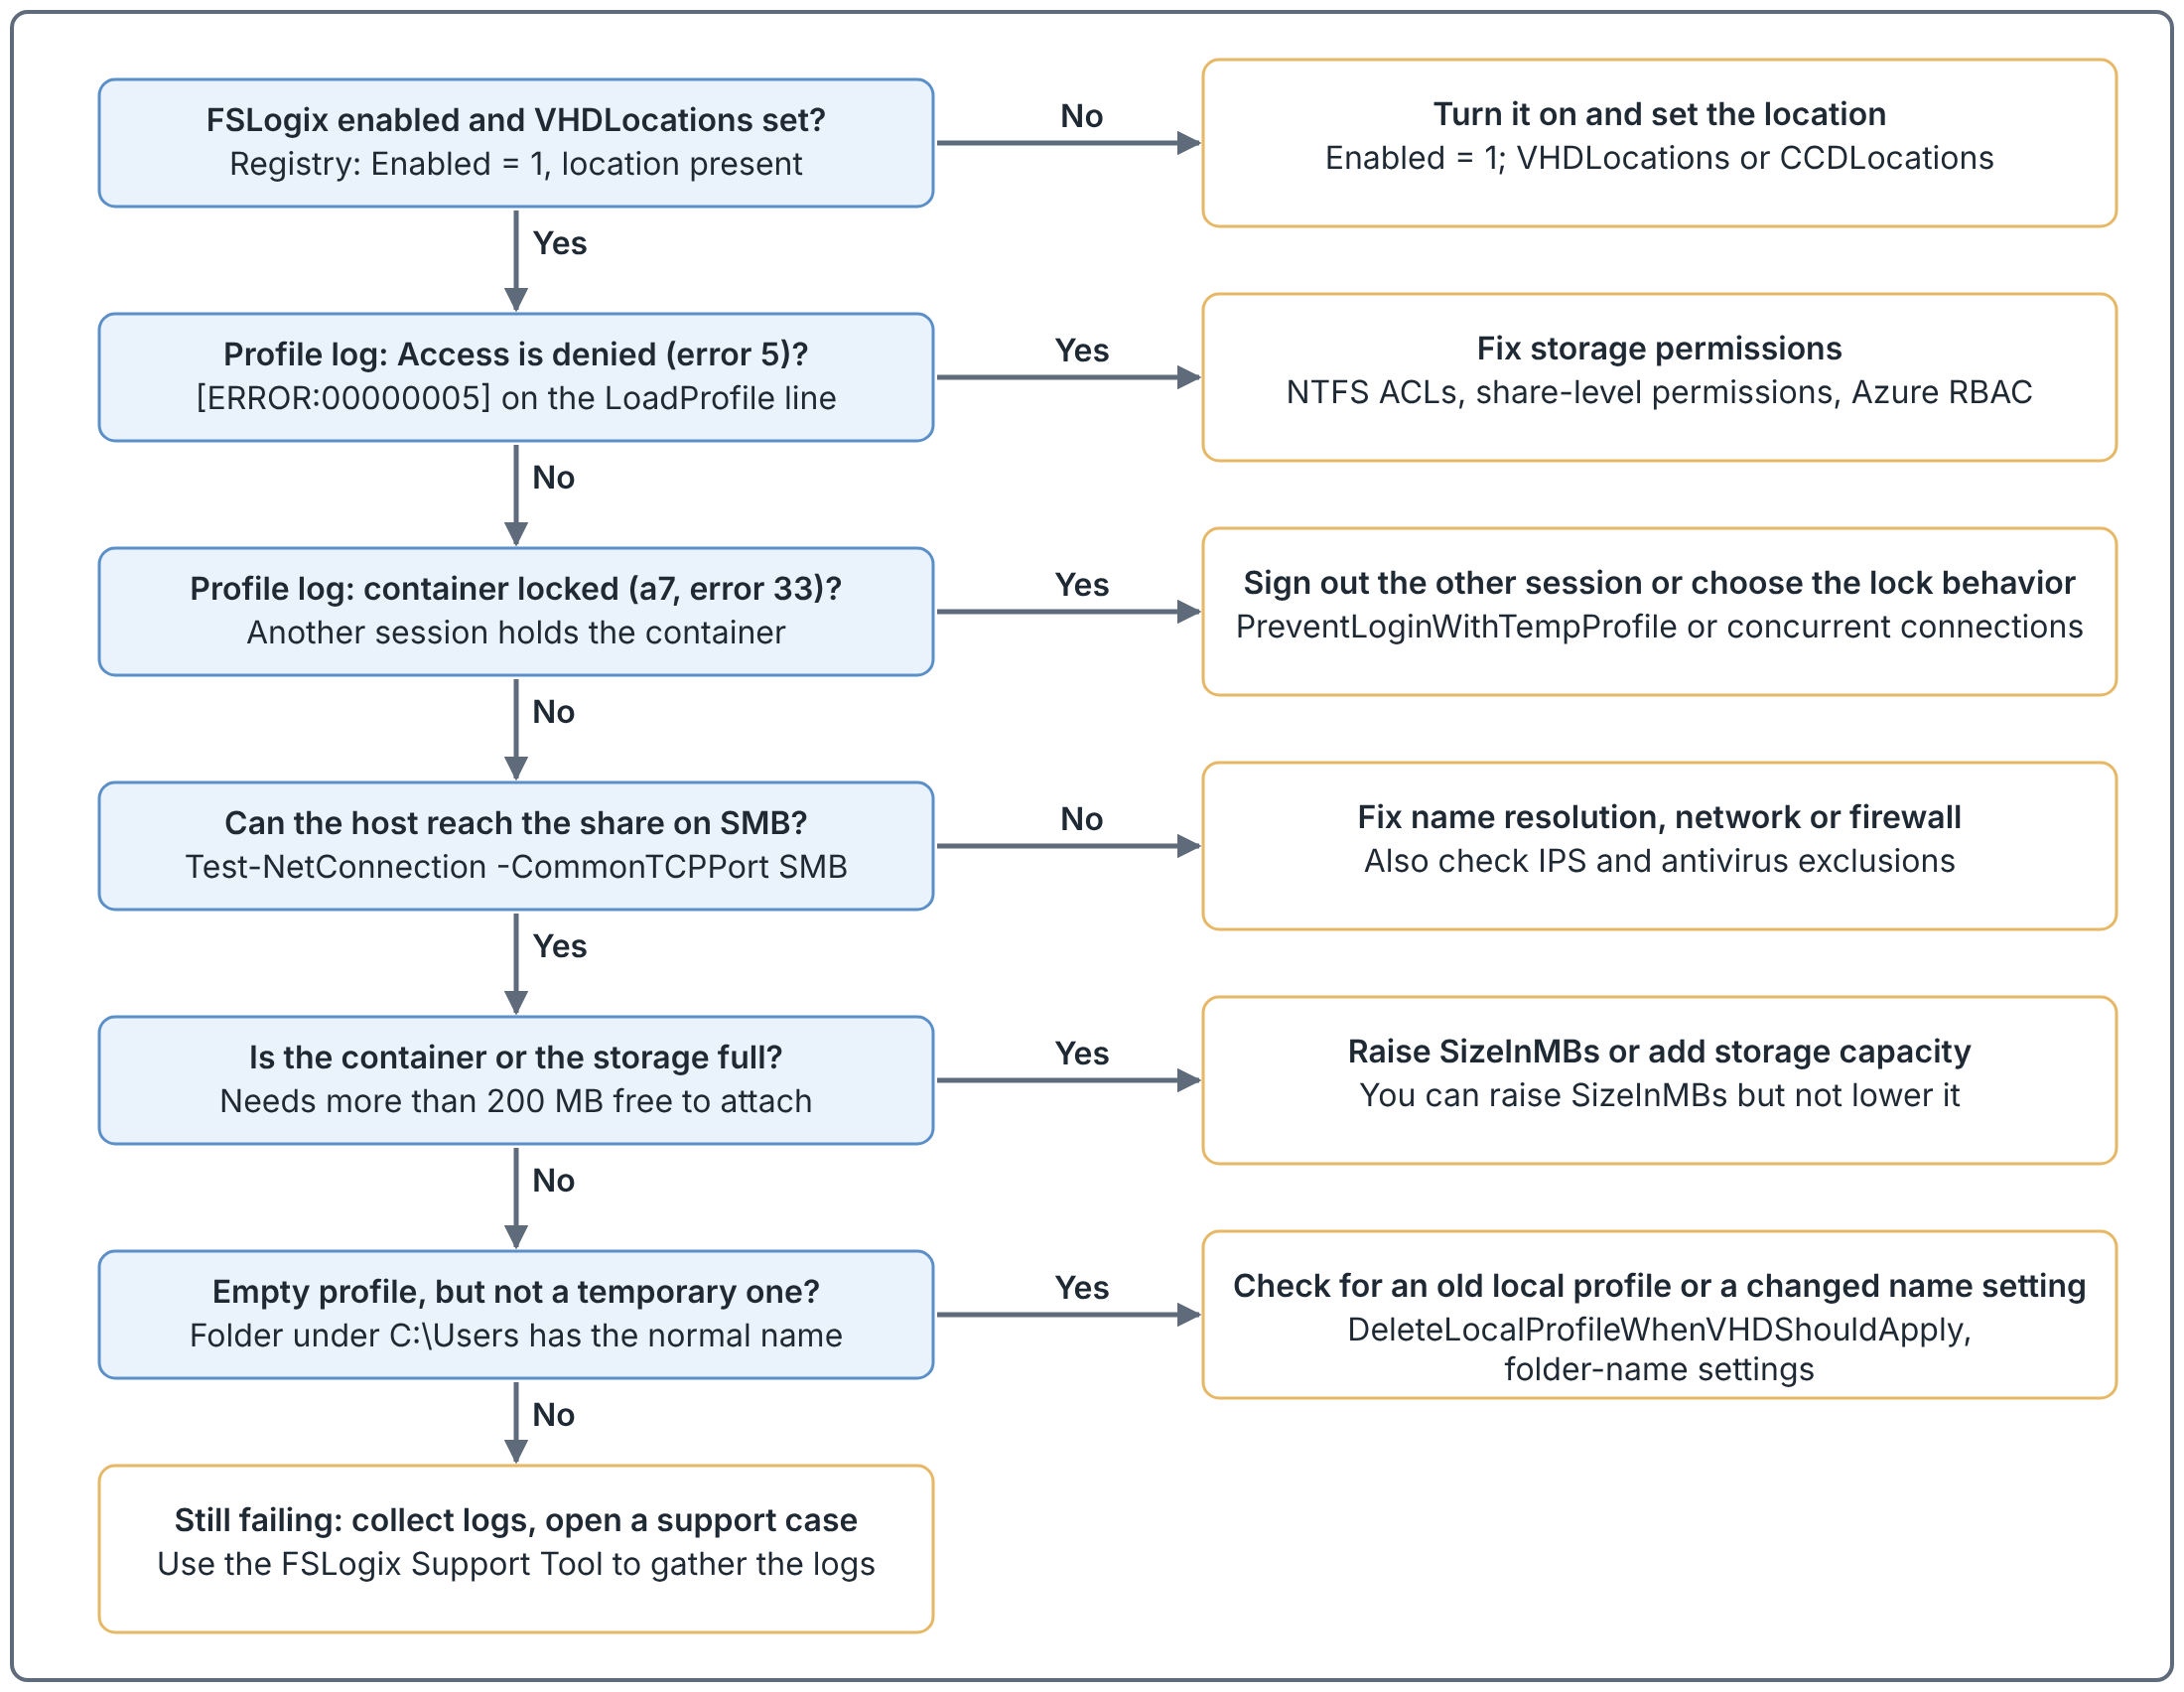 FSLogix enabled and VHDLocations set?
Registry: Enabled = 1, location present
No
Turn it on and set the location
Enabled = 1; VHDLocations or CCDLocations
Yes
Profile log: Access is denied (error 5)?
[ERROR:00000005] on the LoadProfile line
Yes
Fix storage permissions
NTFS ACLs, share-level permissions, Azure RBAC
No
Profile log: container locked (a7, error 33)?
Another session holds the container
Yes
Sign out the other session or choose the lock behavior
PreventLoginWithTempProfile or concurrent connections
No
Can the host reach the share on SMB?
Test-NetConnection -CommonTCPPort SMB
No
Fix name resolution, network or firewall
Also check IPS and antivirus exclusions
Yes
Is the container or the storage full?
Needs more than 200 MB free to attach
Yes
Raise SizeInMBs or add storage capacity
You can raise SizeInMBs but not lower it
No
Empty profile, but not a temporary one?
Folder under C:\Users has the normal name
Yes
Check for an old local profile or a changed name setting
DeleteLocalProfileWhenVHDShouldApply,
folder-name settings
No
Still failing: collect logs, open a support case
Use the FSLogix Support Tool to gather the logs